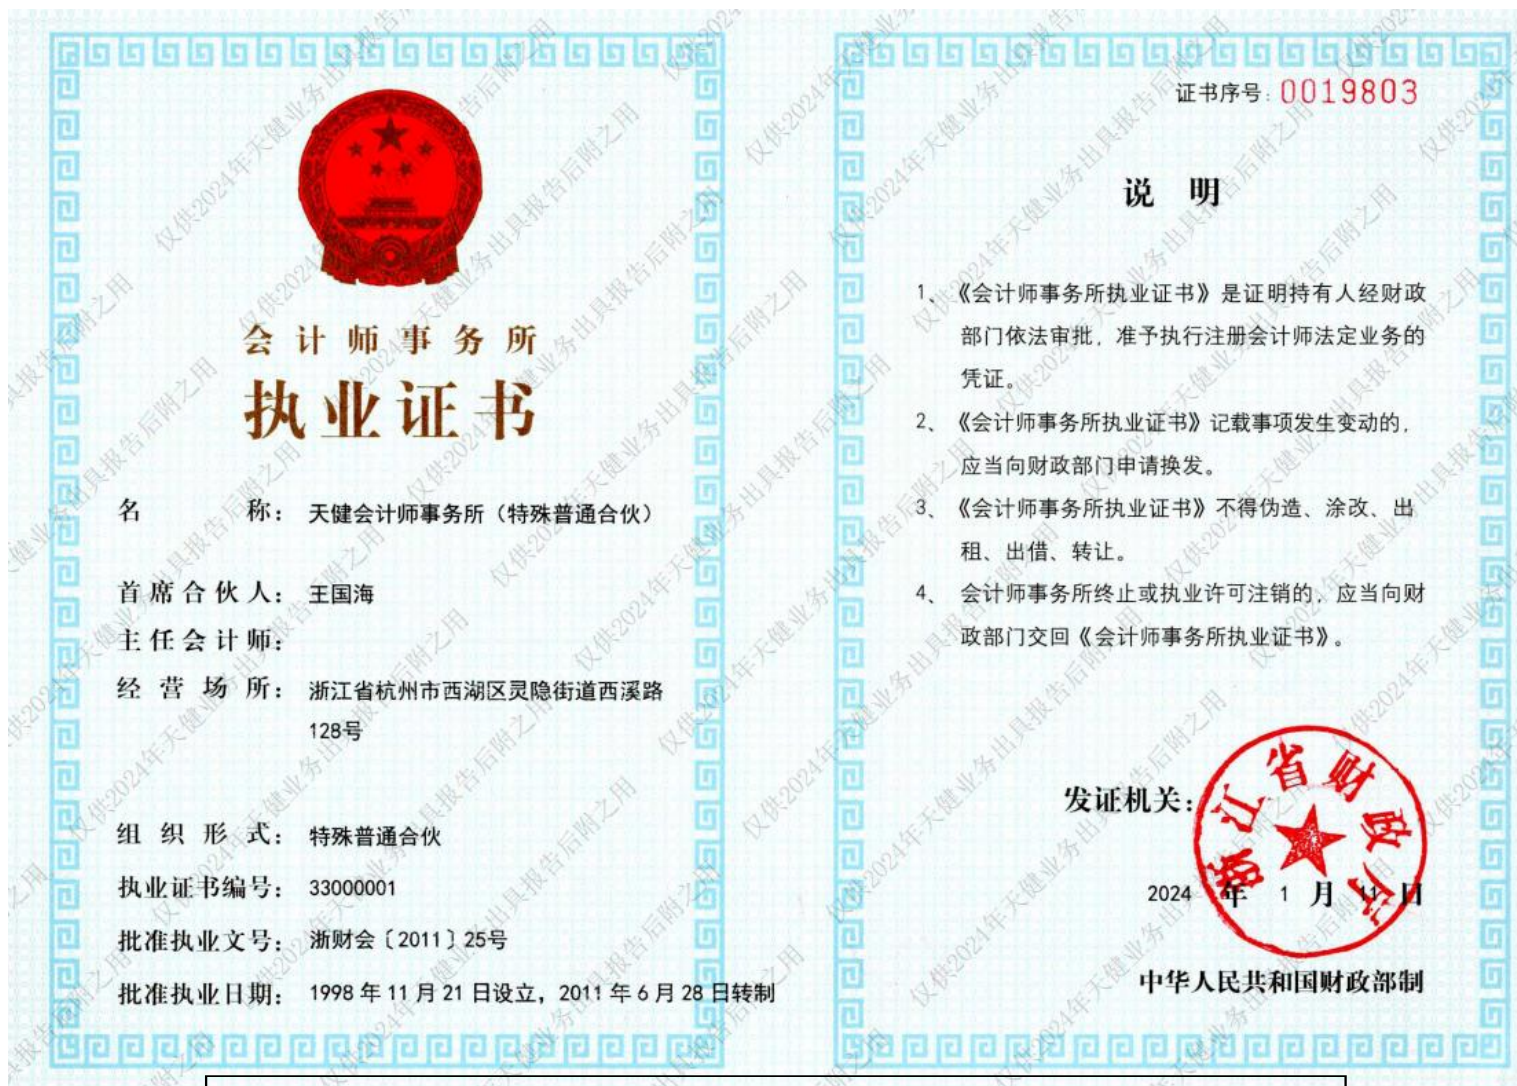 会计师事务所
执业证书
名 称： 天健会计师事务所（特殊普通合伙）
首席合伙人： 王国海
主任会计师：
经营场所： 浙江省杭州市西湖区灵隐街道西溪路
128号
组织形式： 特殊普通合伙
执业证书编号： 33000001
批准执业文号： 浙财会〔2011〕25号
批准执业日期： 1998年11月21日设立，2011年6月28日转制
证书序号：0019803
说 明
1、《会计师事务所执业证书》是证明持有人经财政
部门依法审批，准予执行注册会计师法定业务的
凭证。
2、《会计师事务所执业证书》记载事项发生变动的，
应当向财政部门申请换发。
3、《会计师事务所执业证书》不得伪造、涂改、出
租、出借、转让。
4、 会计师事务所终止或执业许可注销的，应当向财
政部门交回《会计师事务所执业证书》。
发证机关：
浙江省财政厅
2024 年 1 月 11 日
中华人民共和国财政部制
仅供2024年天健业务出具报告后附之用